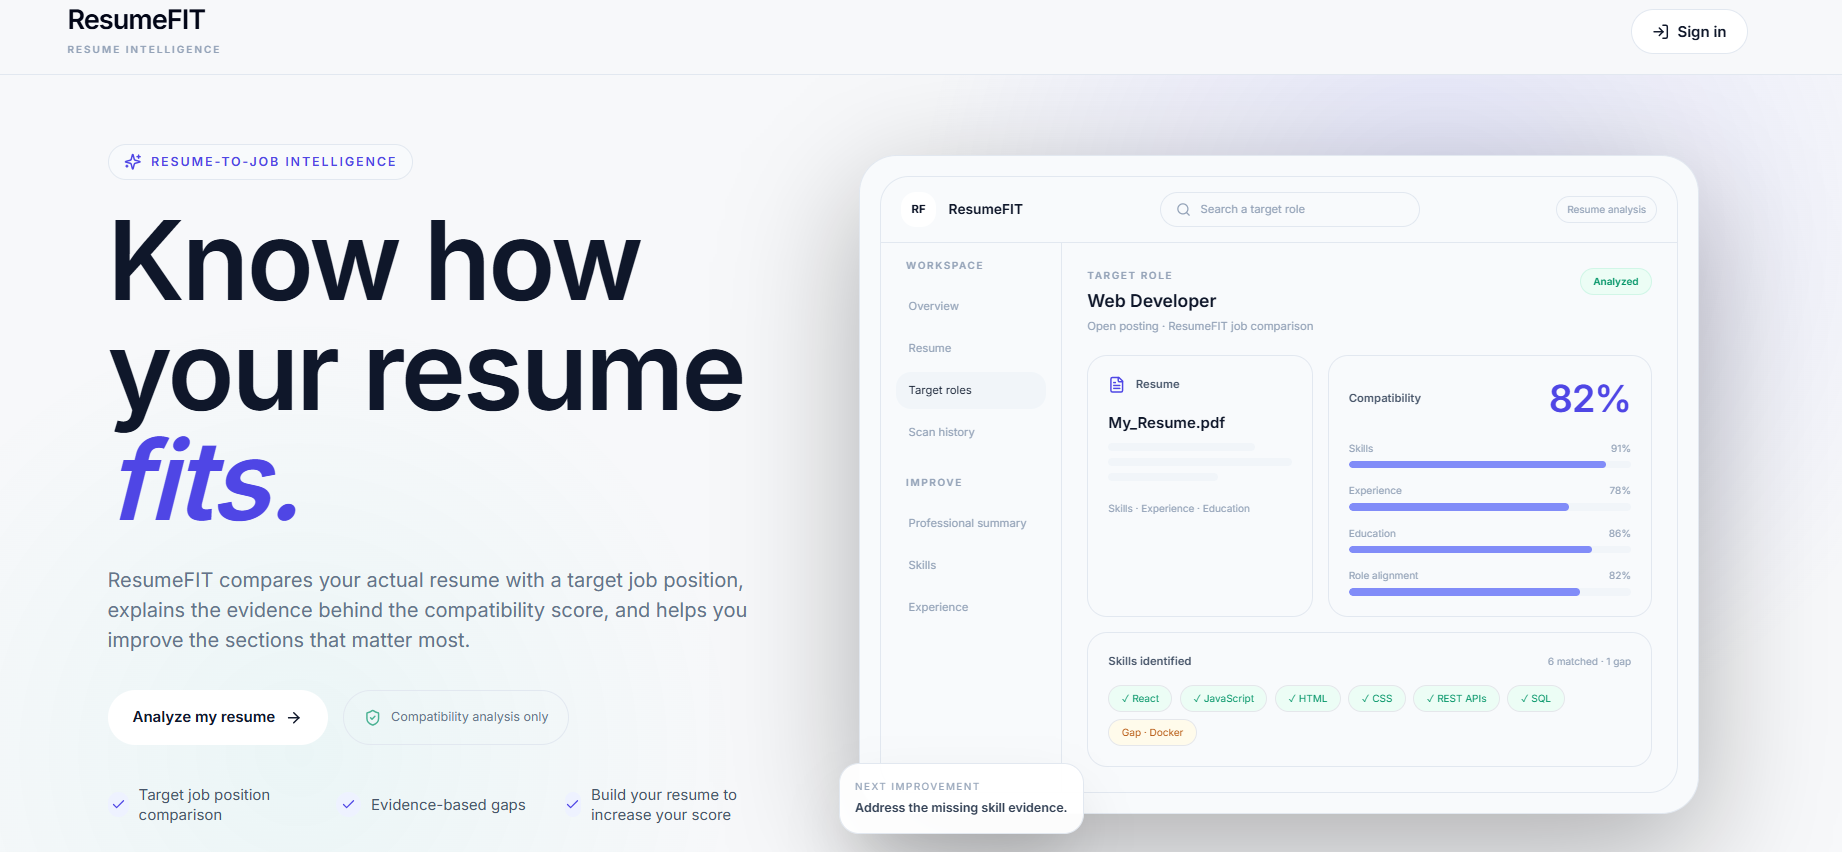 ResumeFIT
RESUME INTELLIGENCE
Sign in
RESUME-TO-JOB INTELLIGENCE
Know how
your resume
fits.
ResumeFIT compares your actual resume with a target job position,
explains the evidence behind the compatibility score, and helps you
improve the sections that matter most.
Analyze my resume
Compatibility analysis only
Target job position
comparison
Evidence-based gaps
Build your resume to
increase your score
RF
ResumeFIT
Search a target role
Resume analysis
WORKSPACE
Overview
Resume
Target roles
Scan history
IMPROVE
Professional summary
Skills
Experience
TARGET ROLE
Web Developer
Open posting · ResumeFIT job comparison
Analyzed
Resume
My_Resume.pdf
Skills · Experience · Education
Compatibility
82%
Skills 91%
Experience 78%
Education 86%
Role alignment 82%
Skills identified
6 matched · 1 gap
✓ React ✓ JavaScript ✓ HTML ✓ CSS ✓ REST APIs ✓ SQL
Gap · Docker
NEXT IMPROVEMENT
Address the missing skill evidence.